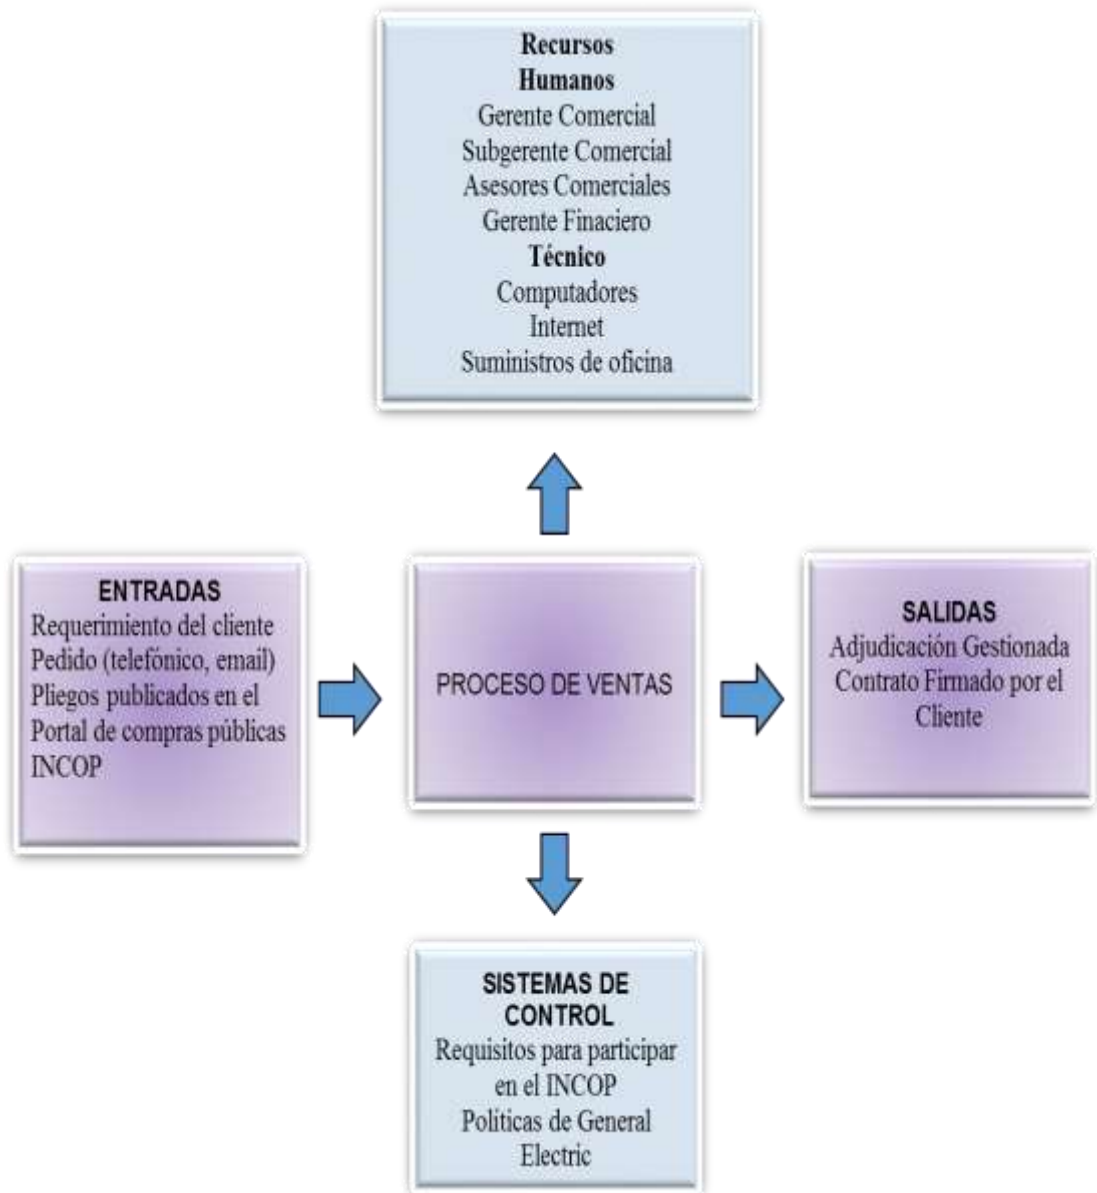 Recursos
Humanos
Gerente Comercial
Subgerente Comercial
Asesores Comerciales
Gerente Finaciero
Técnico
Computadores
Internet
Suministros de oficina
ENTRADAS
Requerimiento del cliente
Pedido (telefónico, email)
Pliegos publicados en el
Portal de compras públicas
INCOP
PROCESO DE VENTAS
SALIDAS
Adjudicación Gestionada
Contrato Firmado por el
Cliente
SISTEMAS DE
CONTROL
Requisitos para participar
en el INCOP
Políticas de General
Electric